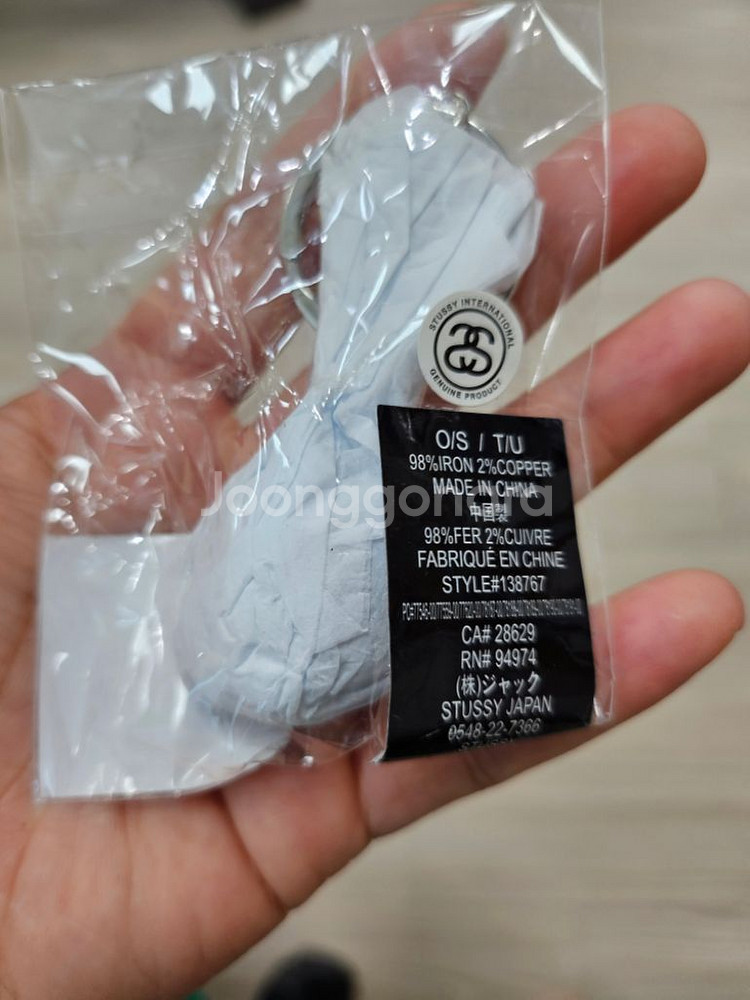 STUSSY INTERNATIONAL
GENUINE PRODUCT
O/S / T/U
98%IRON 2%COPPER
MADE IN CHINA
中国製
98%FER 2%CUIVRE
FABRIQUÉ EN CHINE
STYLE#138767
CA# 28629
RN# 94974
(株)ジャック
STUSSY JAPAN
0548-22-7366
Joonggonara